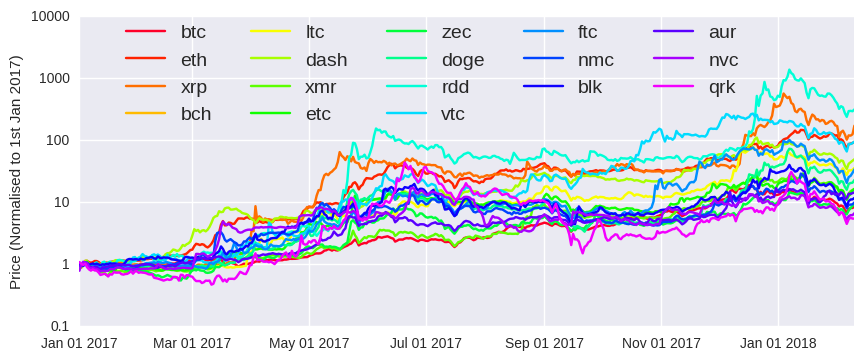 10000
btc ltc zec ftc aur
eth dash doge nmc nvc
1000
xrp xmr rdd blk qrk
bch etc vtc
100
10
1
0.1
Price (Normalised to 1st Jan 2017)
Jan 01 2017 Mar 01 2017 May 01 2017 Jul 01 2017 Sep 01 2017 Nov 01 2017 Jan 01 2018